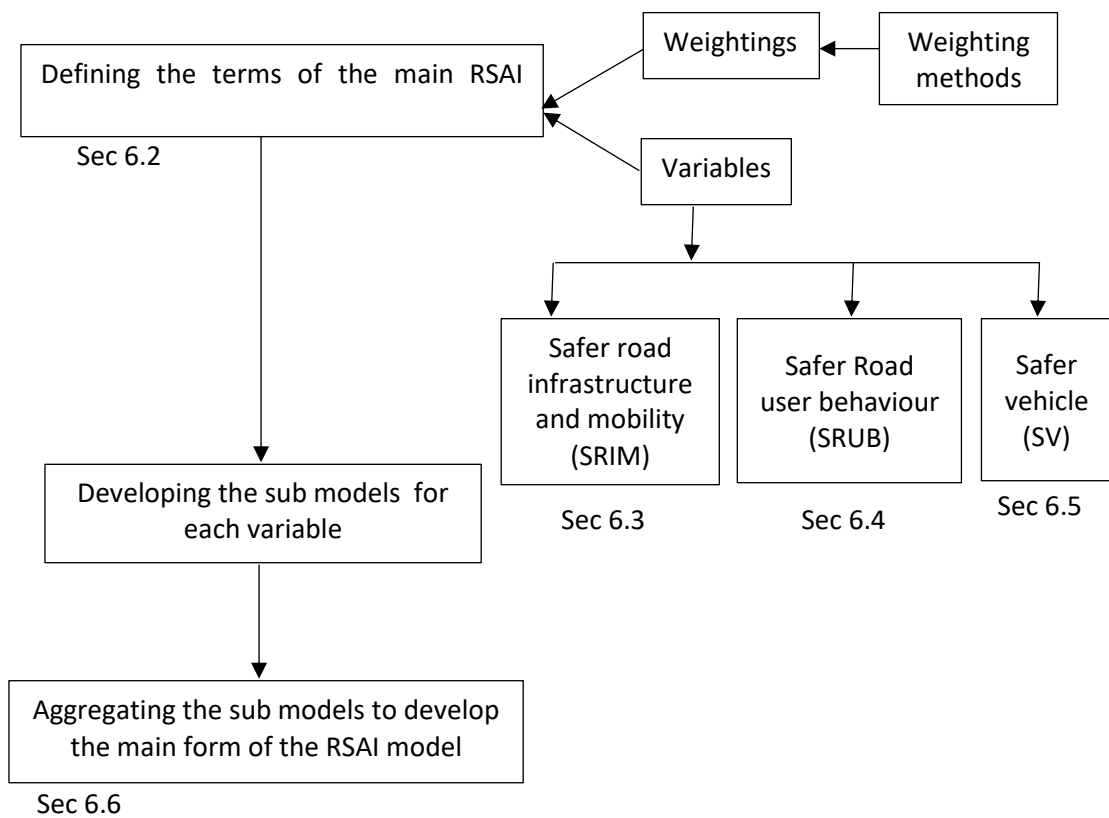 Defining the terms of the main RSAI
Sec 6.2
Weightings
Weighting
methods
Variables
Safer road
infrastructure
and mobility
(SRIM)
Sec 6.3
Safer Road
user behaviour
(SRUB)
Sec 6.4
Safer
vehicle
(SV)
Sec 6.5
Developing the sub models for
each variable
Aggregating the sub models to develop
the main form of the RSAI model
Sec 6.6